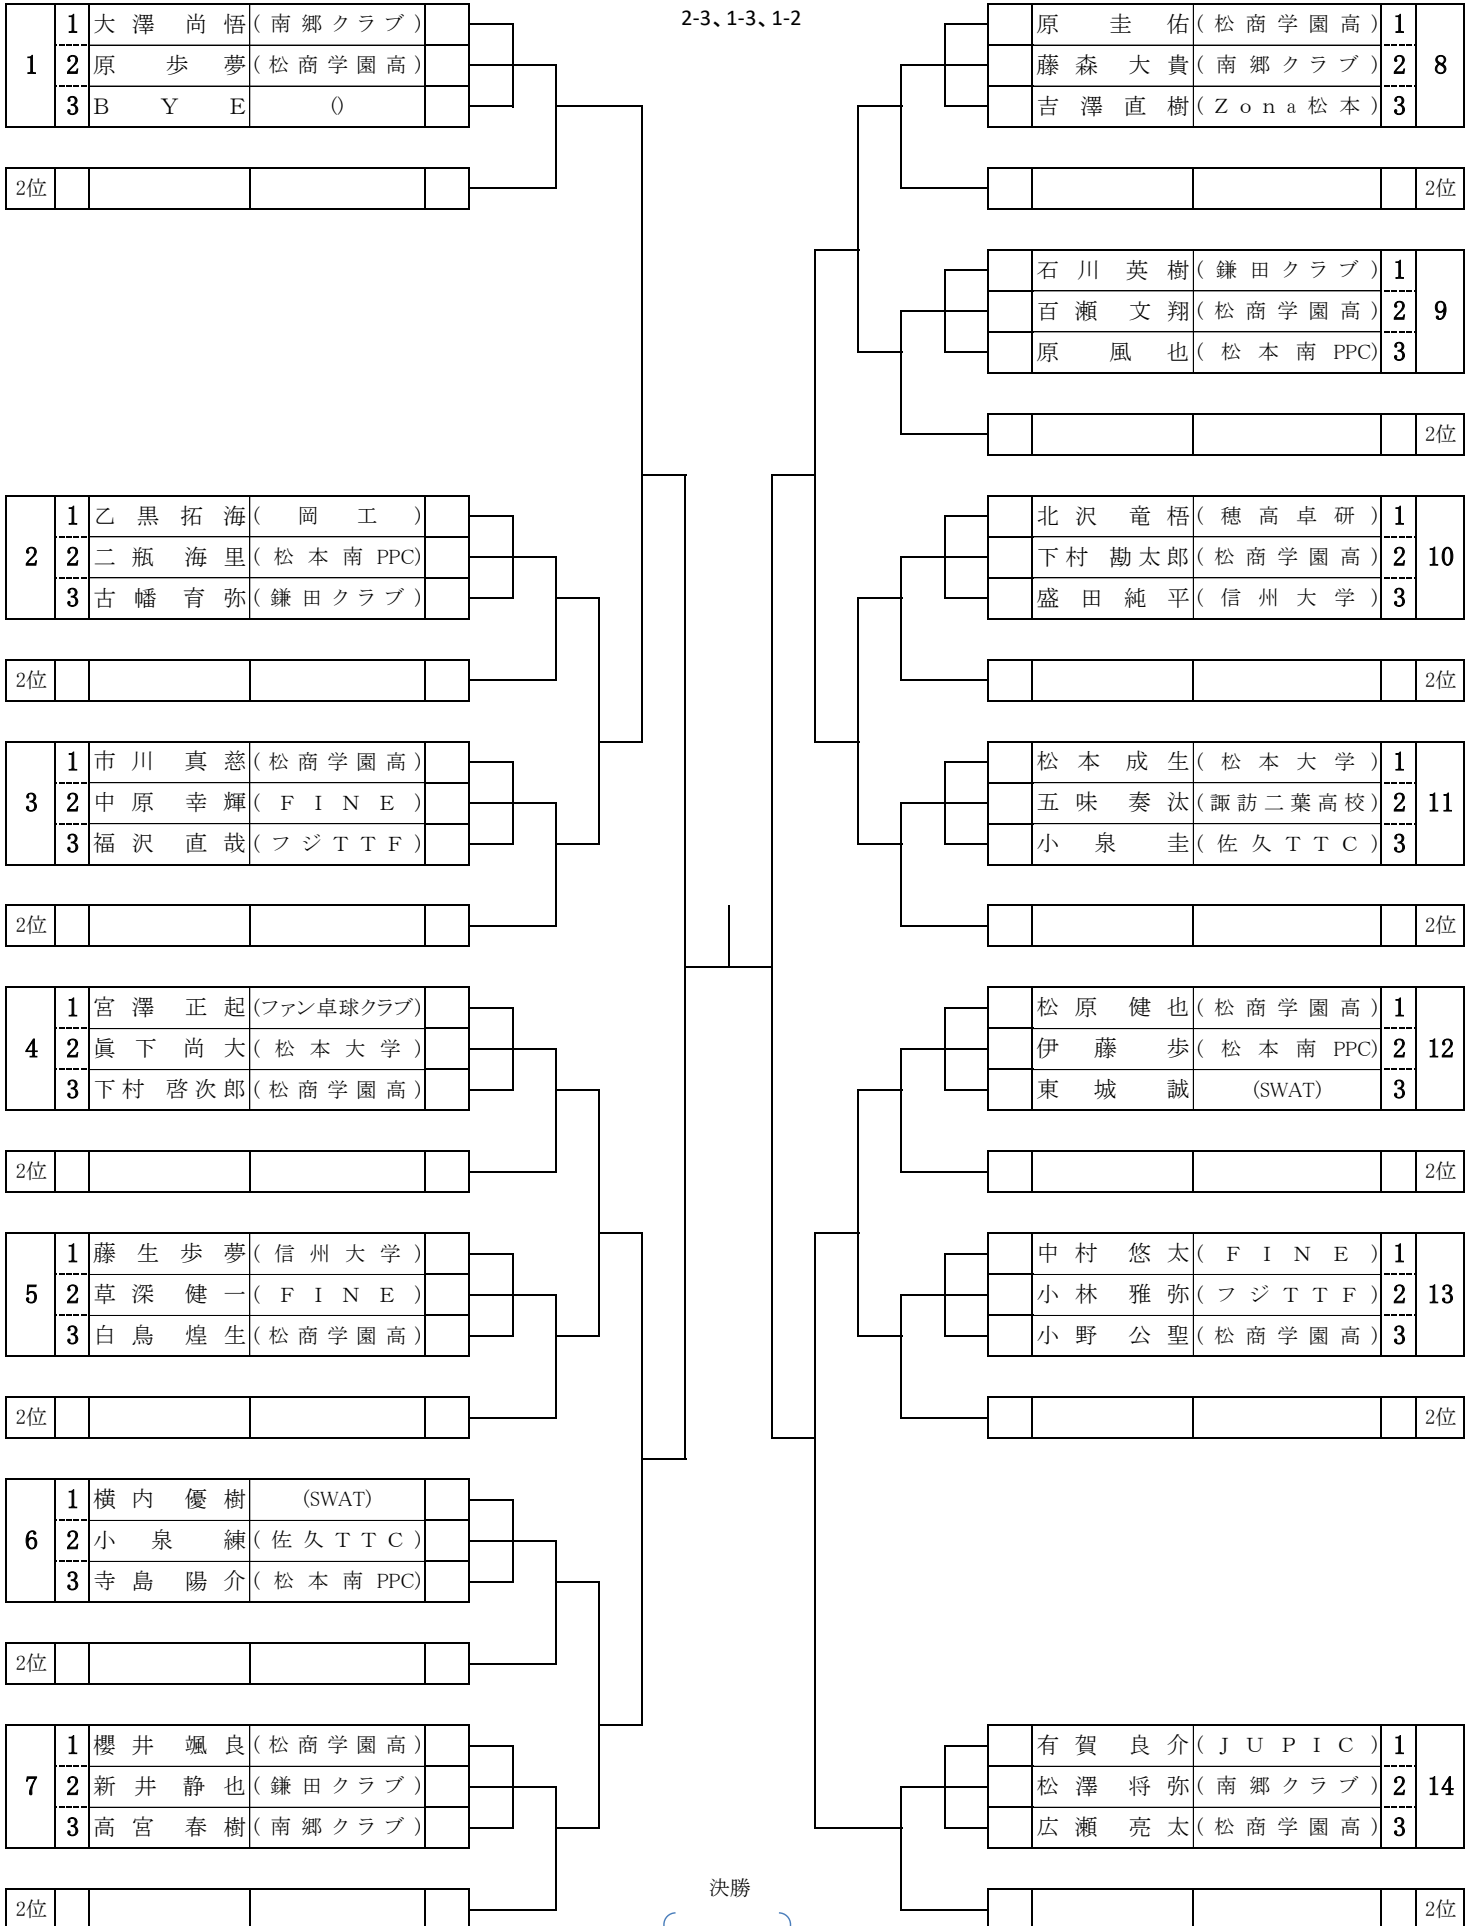 2-3、1-3、1-2
1
1 大澤 尚悟 (南郷クラブ)
2 原 歩夢 (松商学園高)
3 BYE ()
2位
2
1 乙黒 拓海 (岡工)
2 二瓶 海里 (松本南PPC)
3 古幡 育弥 (鎌田クラブ)
2位
3
1 市川 真慈 (松商学園高)
2 中原 幸輝 (FINE)
3 福沢 直哉 (フジTTF)
2位
4
1 宮澤 正起 (ファン卓球クラブ)
2 眞下 尚大 (松本大学)
3 下村 啓次郎 (松商学園高)
2位
5
1 藤生 歩夢 (信州大学)
2 草深 健一 (FINE)
3 白鳥 煌生 (松商学園高)
2位
6
1 横内 優樹 (SWAT)
2 小泉 練 (佐久TTC)
3 寺島 陽介 (松本南PPC)
2位
7
1 櫻井 颯良 (松商学園高)
2 新井 静也 (鎌田クラブ)
3 高宮 春樹 (南郷クラブ)
2位
原 圭佑 (松商学園高) 1
藤森 大貴 (南郷クラブ) 2
吉澤 直樹 (Zona松本) 3
8
2位
石川 英樹 (鎌田クラブ) 1
百瀬 文翔 (松商学園高) 2
原 風也 (松本南PPC) 3
9
2位
北沢 竜梧 (穂高卓研) 1
下村 勘太郎 (松商学園高) 2
盛田 純平 (信州大学) 3
10
2位
松本 成生 (松本大学) 1
五味 奏汰 (諏訪二葉高校) 2
小泉 圭 (佐久TTC) 3
11
2位
松原 健也 (松商学園高) 1
伊藤 歩 (松本南PPC) 2
東城 誠 (SWAT) 3
12
2位
中村 悠太 (FINE) 1
小林 雅弥 (フジTTF) 2
小野 公聖 (松商学園高) 3
13
2位
有賀 良介 (JUPIC) 1
松澤 将弥 (南郷クラブ) 2
広瀬 亮太 (松商学園高) 3
14
2位
決勝